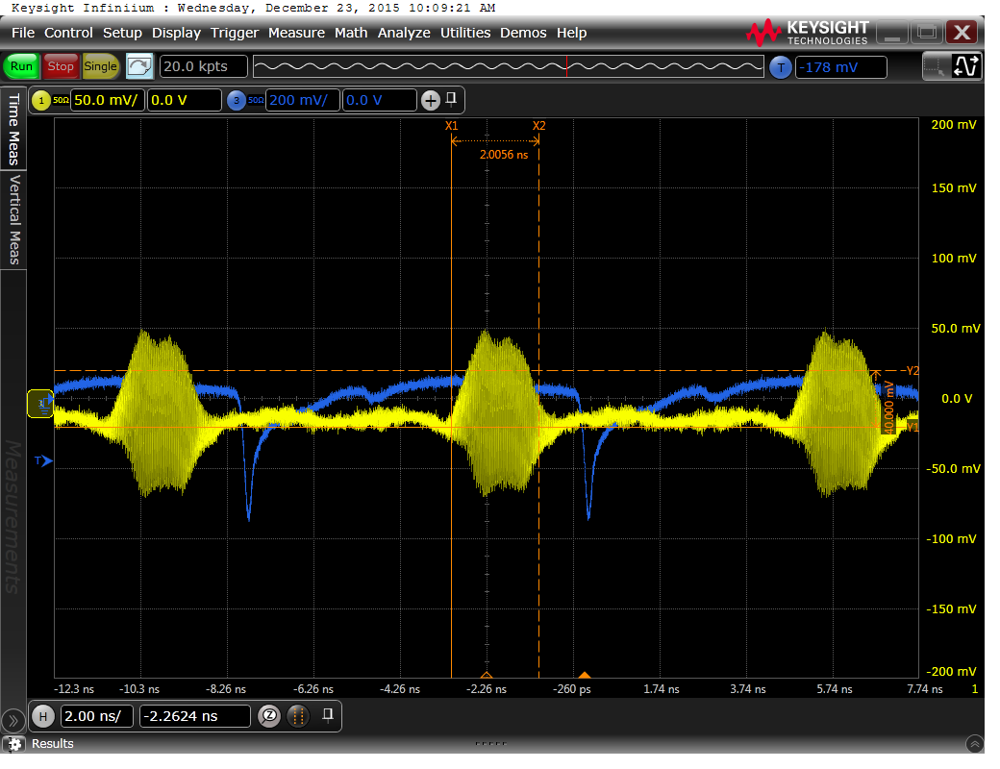 Keysight Infiniium : Wednesday, December 23, 2015 10:09:21 AM
File Control Setup Display Trigger Measure Math Analyze Utilities Demos Help
KEYSIGHT
TECHNOLOGIES
X
Run Stop Single 20.0 kpts T -178 mV
1 50Ω 50.0 mV/ 0.0 V 3 50Ω 200 mV/ 0.0 V +
Time Meas
Vertical Meas
Measurements
X1 X2
2.0056 ns
200 mV
150 mV
100 mV
50.0 mV
Y2
0.0 V
40.000 mV
Y1
T
-50.0 mV
-100 mV
-150 mV
-200 mV
-12.3 ns -10.3 ns -8.26 ns -6.26 ns -4.26 ns -2.26 ns -260 ps 1.74 ns 3.74 ns 5.74 ns 7.74 ns 1
H 2.00 ns/ -2.2624 ns Z
Results